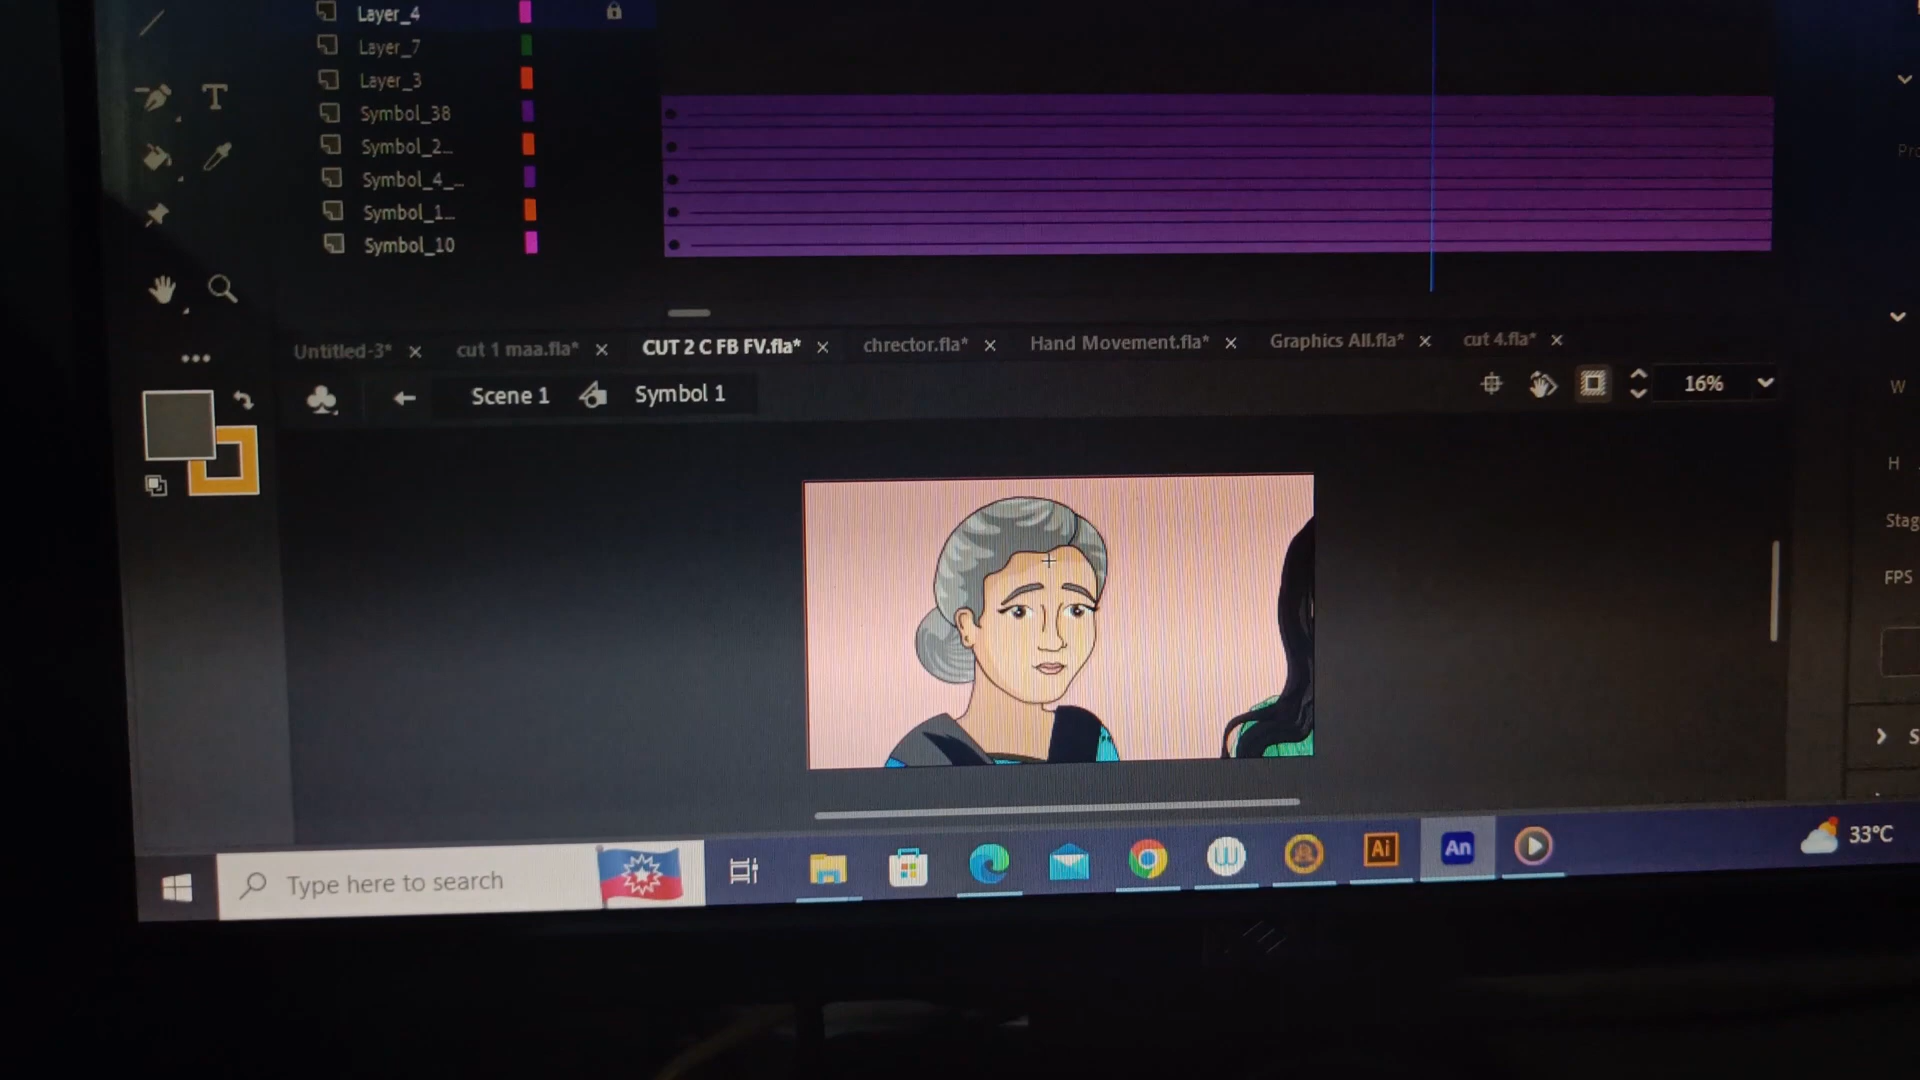 Layer_4
Layer_7
Layer_3
T
Symbol_38
Symbol_2...
Symbol_4_...
Symbol_1...
Symbol_10
Untitled-3* × cut 1 maa.fla* × CUT 2 C FB FV.fla* × chrector.fla* × Hand Movement.fla* × Graphics All.fla* × cut 4.fla* ×
Scene 1 Symbol 1 16%
W
H
Stag
FPS
S
Type here to search
Ai An 33°C